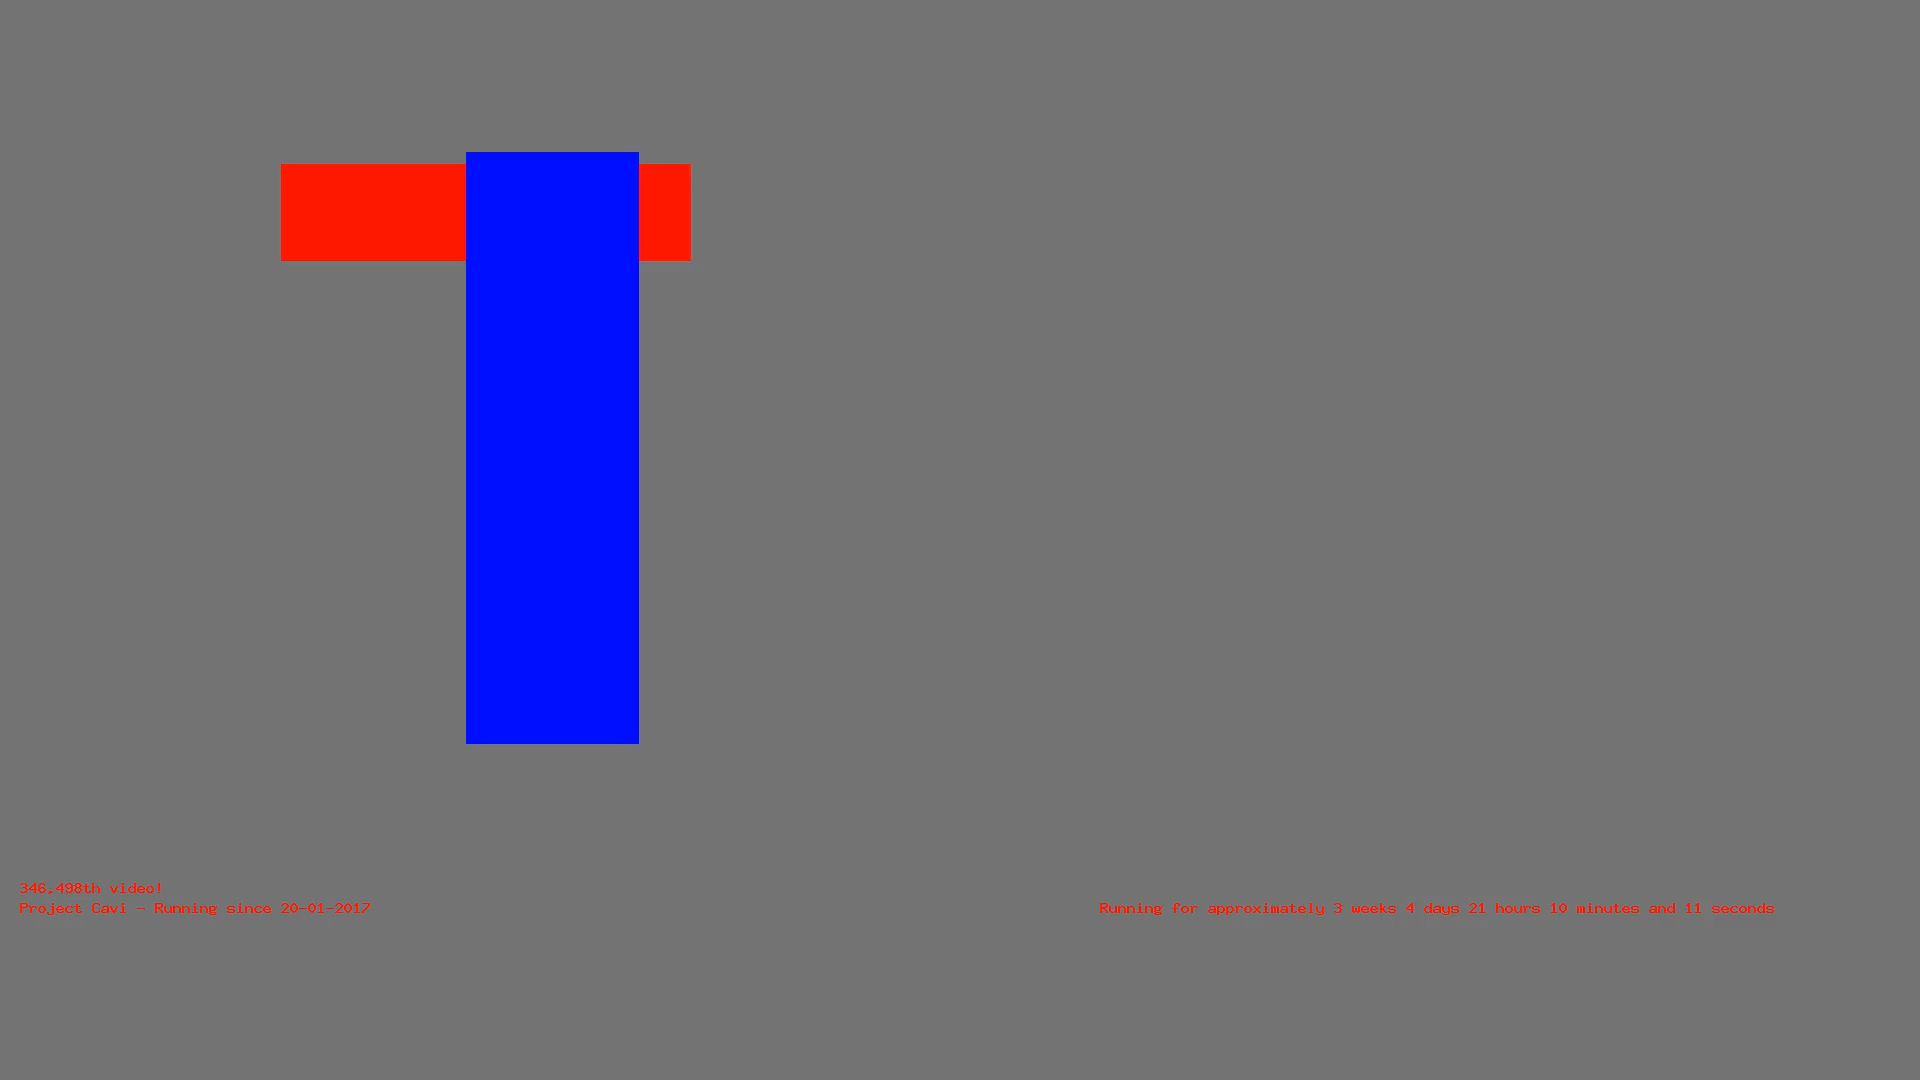 346,498th video!
Project Cavi - Running since 20-01-2017
Running for approximately 3 weeks 4 days 21 hours 10 minutes and 11 seconds